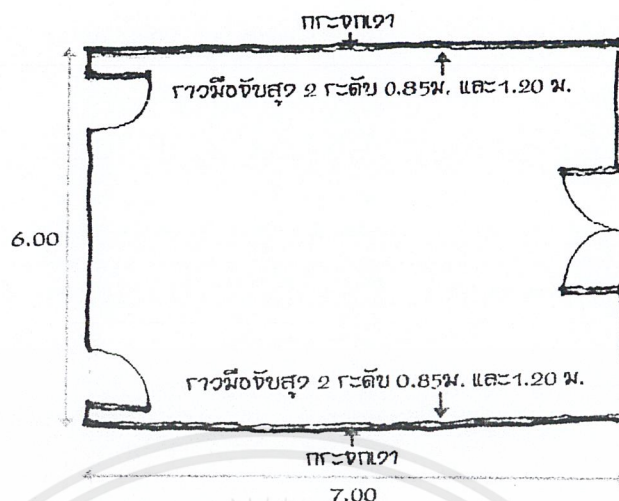 กระจกเงา
ราวมือจับสูง 2 ระดับ 0.85ม. และ1.20 ม.
6.00
ราวมือจับสูง 2 ระดับ 0.85ม. และ1.20 ม.
กระจกเงา
7.00